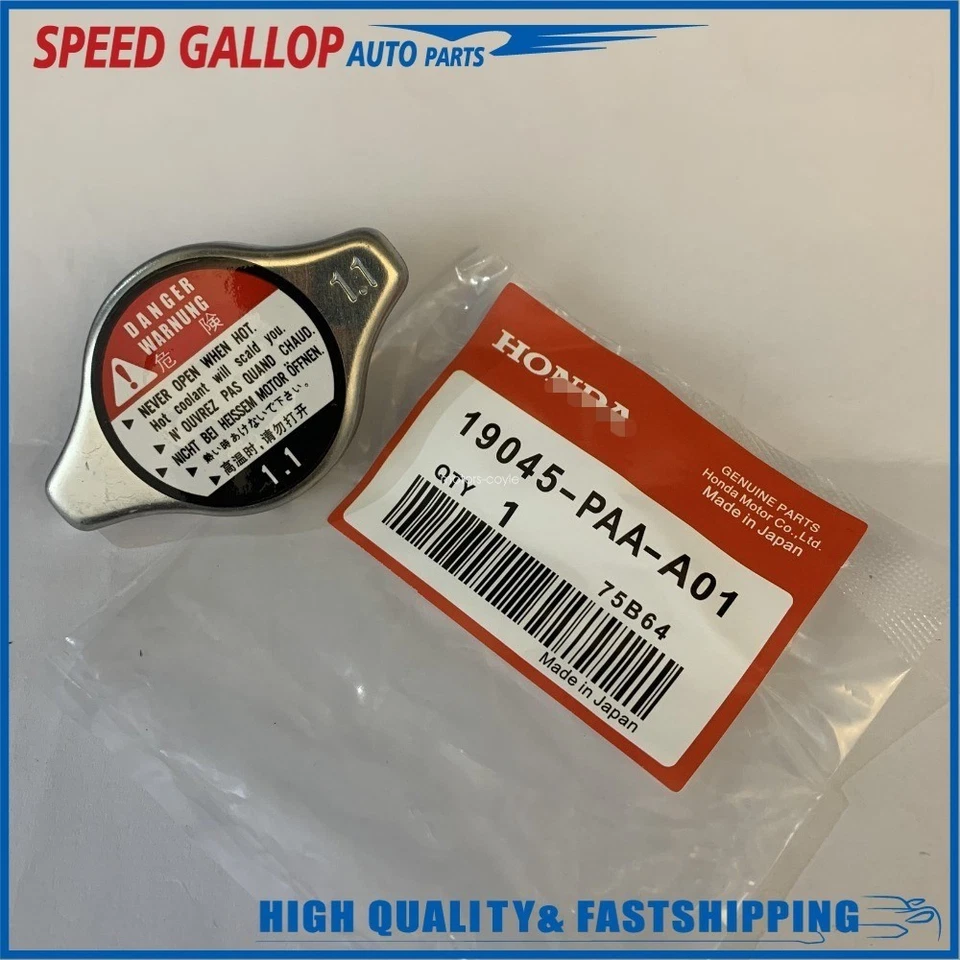 SPEED GALLOP AUTO PARTS
1.1
DANGER
WARNUNG
危 険
NEVER OPEN WHEN HOT.
Hot coolant will scald you.
N' OUVREZ PAS QUAND CHAUD.
NICHT BEI HEISSEM MOTOR ÖFFNEN.
熱い時あけないで下さい。
高温时,请勿打开
1.1
HONDA
19045-PAA-A01
QTY
1
75B64
Made in Japan
GENUINE PARTS
Honda Motor Co.,Ltd.
Made in Japan
HIGH QUALITY& FASTSHIPPING